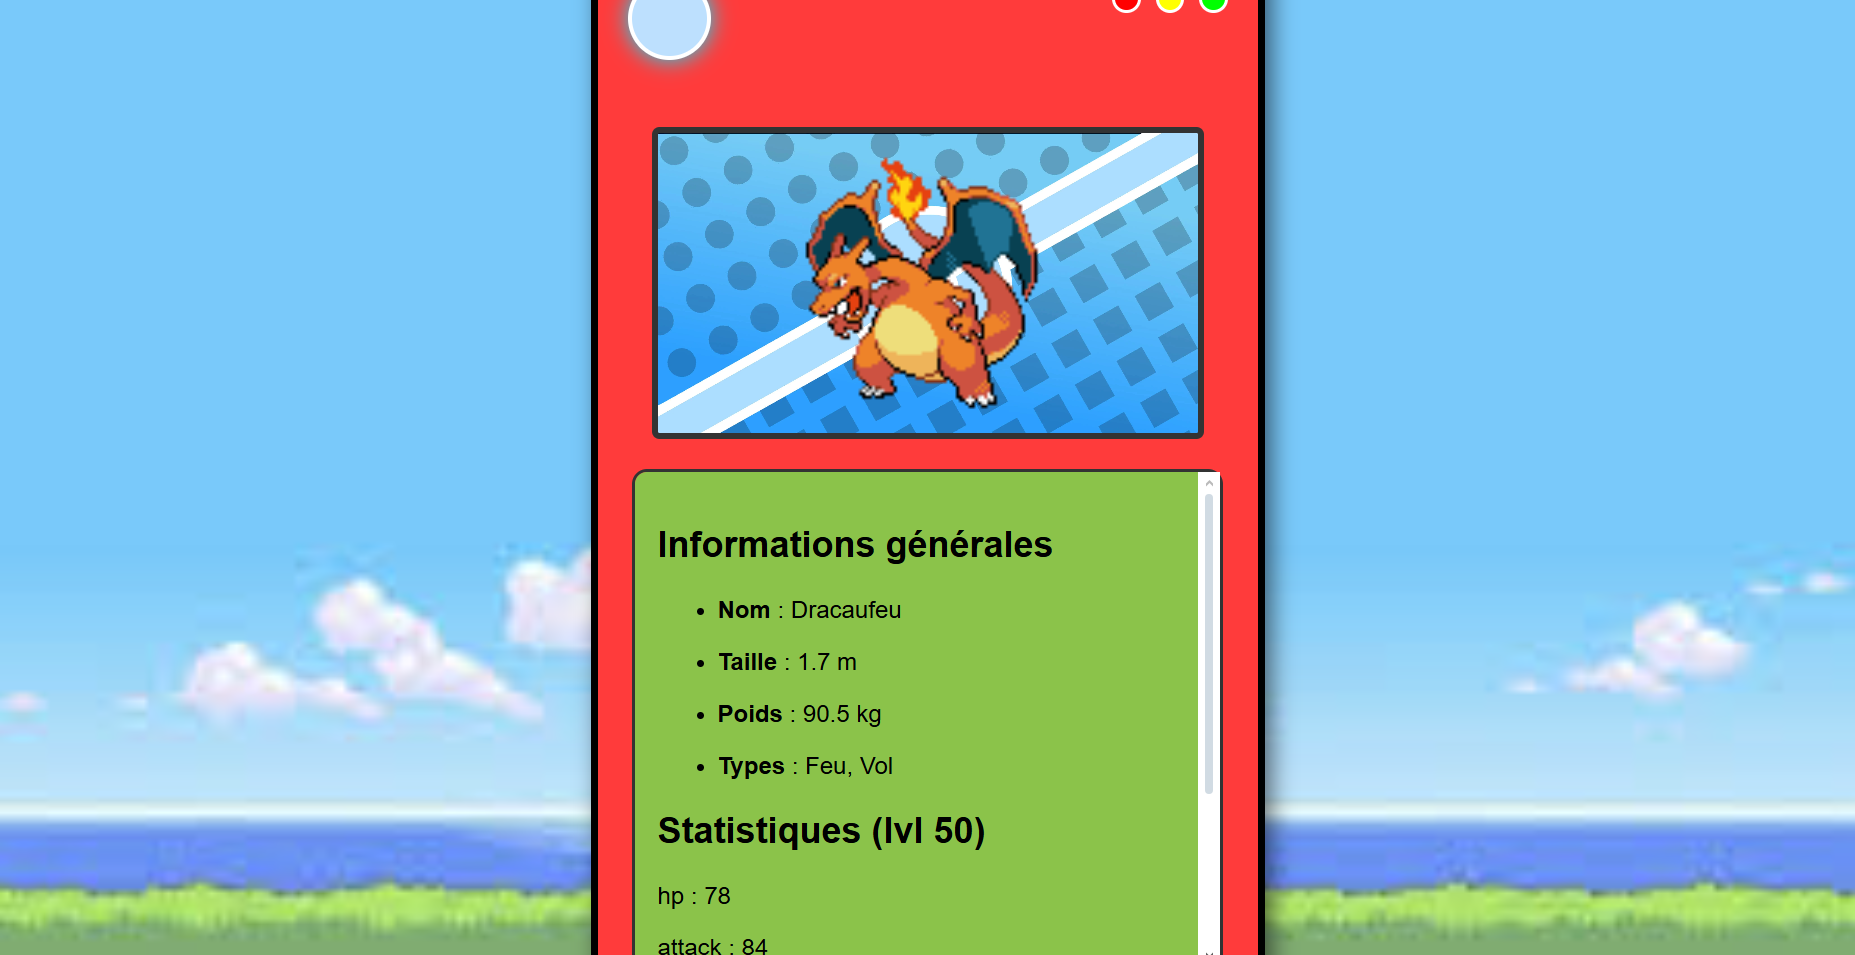 Informations générales
Nom : Dracaufeu
Taille : 1.7 m
Poids : 90.5 kg
Types : Feu, Vol
Statistiques (lvl 50)
hp : 78
attack : 84